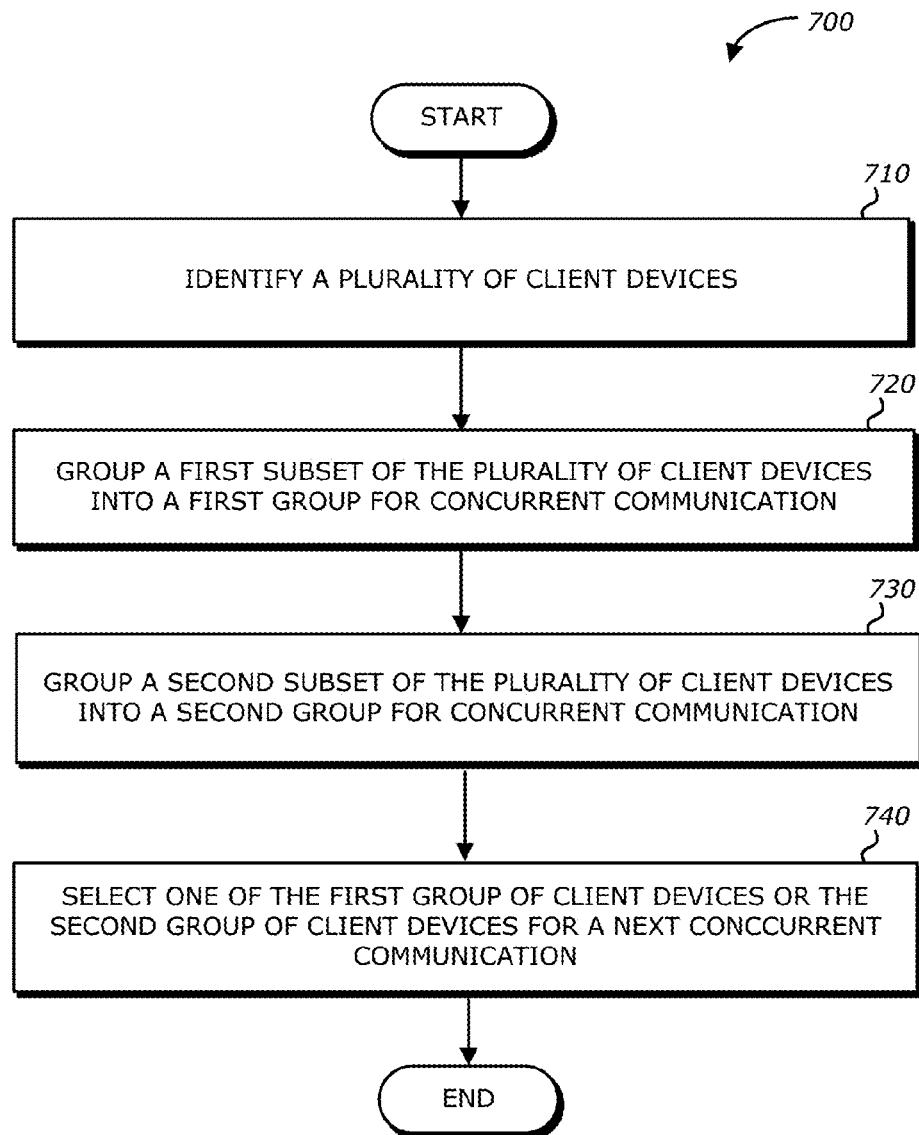 700
START
710
IDENTIFY A PLURALITY OF CLIENT DEVICES
720
GROUP A FIRST SUBSET OF THE PLURALITY OF CLIENT DEVICES
INTO A FIRST GROUP FOR CONCURRENT COMMUNICATION
730
GROUP A SECOND SUBSET OF THE PLURALITY OF CLIENT DEVICES
INTO A SECOND GROUP FOR CONCURRENT COMMUNICATION
740
SELECT ONE OF THE FIRST GROUP OF CLIENT DEVICES OR THE
SECOND GROUP OF CLIENT DEVICES FOR A NEXT CONCCURRENT
COMMUNICATION
END